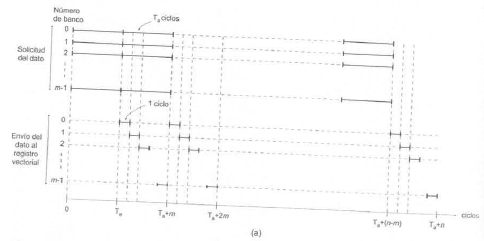 Número
de banco
Tₐ ciclos
0
1
2
m-1
Solicitud
del dato
1 ciclo
0
1
2
m-1
Envío del
dato al
registro
vectorial
0
Tₐ
Tₐ+m
Tₐ+2m
Tₐ+(n-m)
Tₐ+n
ciclos
(a)